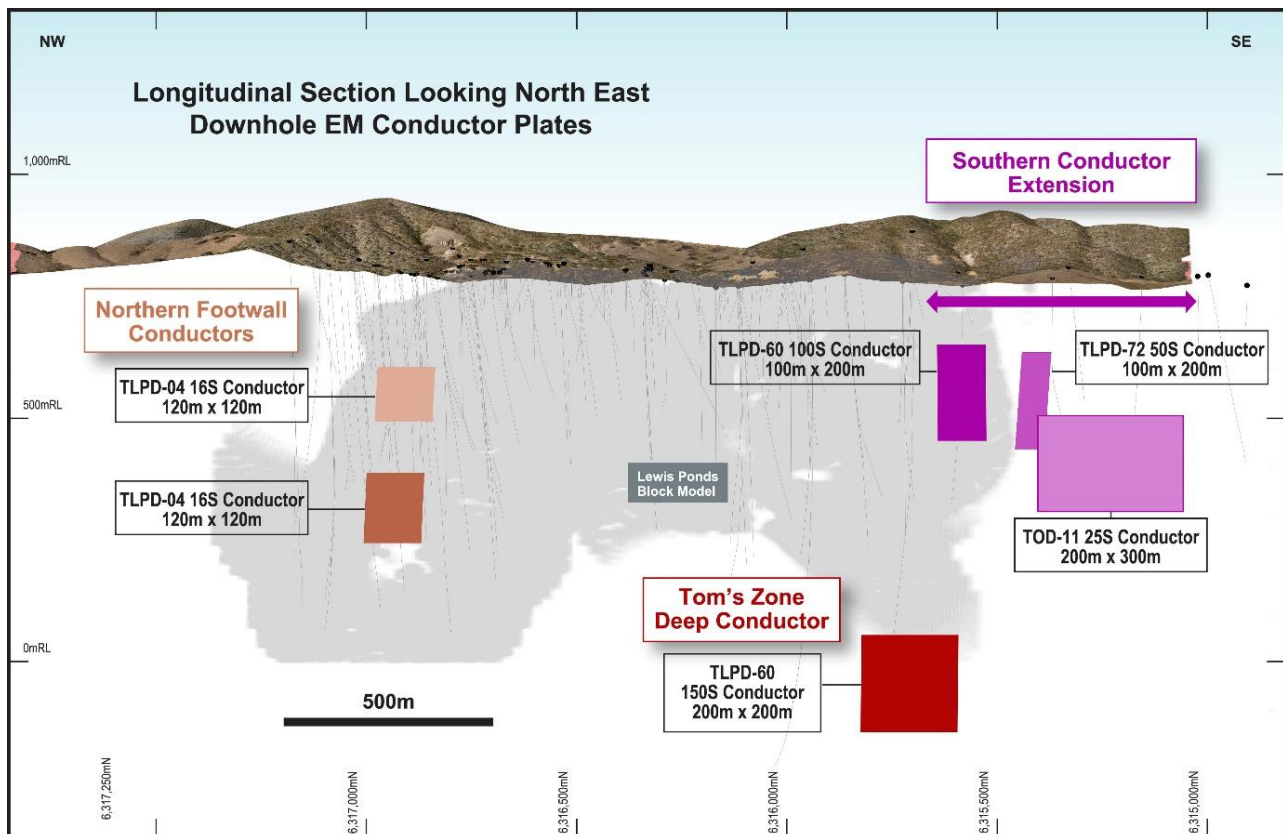 NW
SE
Longitudinal Section Looking North East
Downhole EM Conductor Plates
1,000mRL
Southern Conductor
Extension
Northern Footwall
Conductors
TLPD-60 100S Conductor
100m x 200m
TLPD-72 50S Conductor
100m x 200m
TLPD-04 16S Conductor
120m x 120m
500mRL
Lewis Ponds
Block Model
TLPD-04 16S Conductor
120m x 120m
TOD-11 25S Conductor
200m x 300m
Tom's Zone
Deep Conductor
0mRL
TLPD-60
150S Conductor
200m x 200m
500m
6,317,250mN
6,317,000mN
6,316,500mN
6,316,000mN
6,315,500mN
6,315,000mN